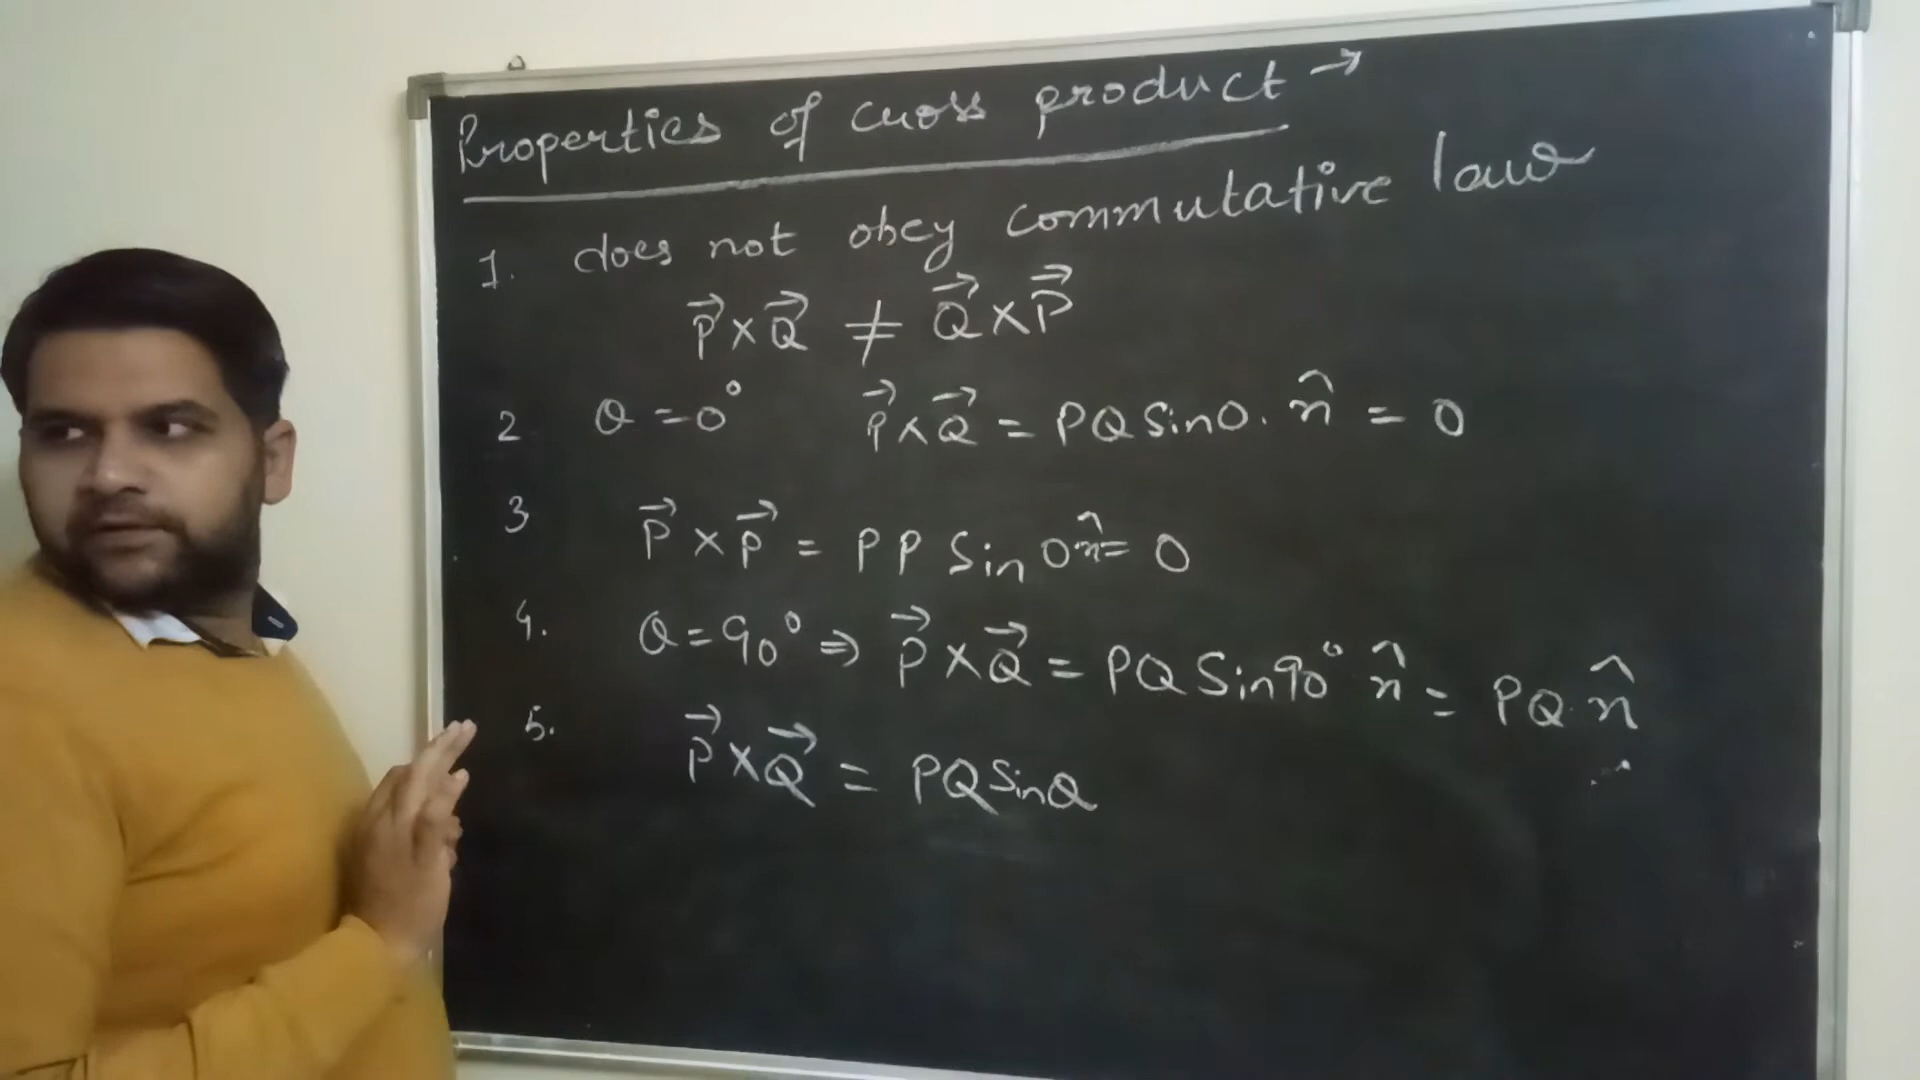 Properties of cross product →
1. does not obey commutative law
P⃗ × Q⃗ ≠ Q⃗ × P⃗
2 θ = 0° P⃗ × Q⃗ = PQ Sin0. n̂ = 0
3 P⃗ × P⃗ = PP Sin 0 n̂ = 0
4. θ = 90° ⇒ P⃗ × Q⃗ = PQ Sin90° n̂ = PQ. n̂
5. P⃗ × Q⃗ = PQ Sinθ